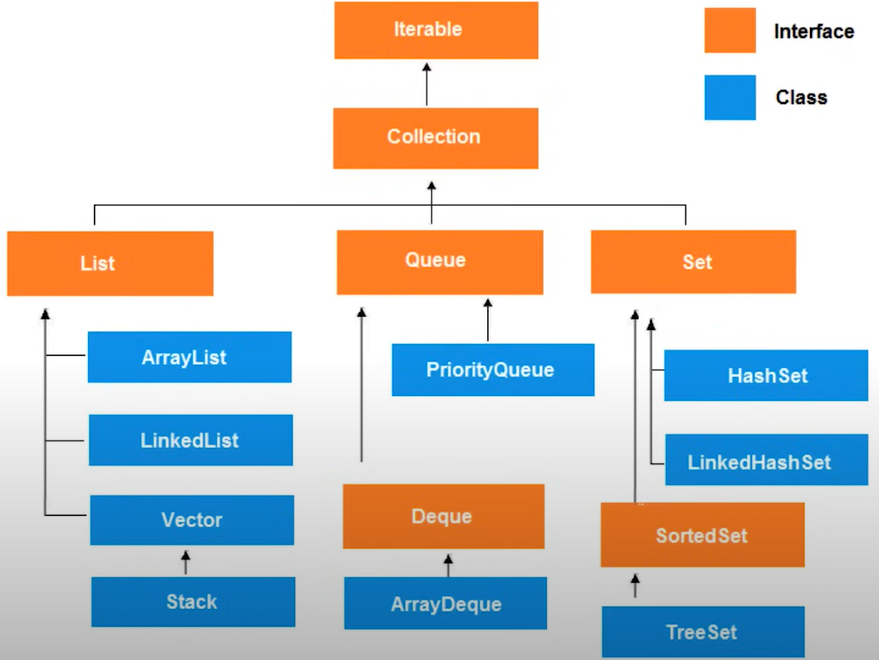 Iterable
Interface
Class
Collection
List
Queue
Set
ArrayList
PriorityQueue
HashSet
LinkedList
LinkedHashSet
Vector
Deque
SortedSet
Stack
ArrayDeque
TreeSet